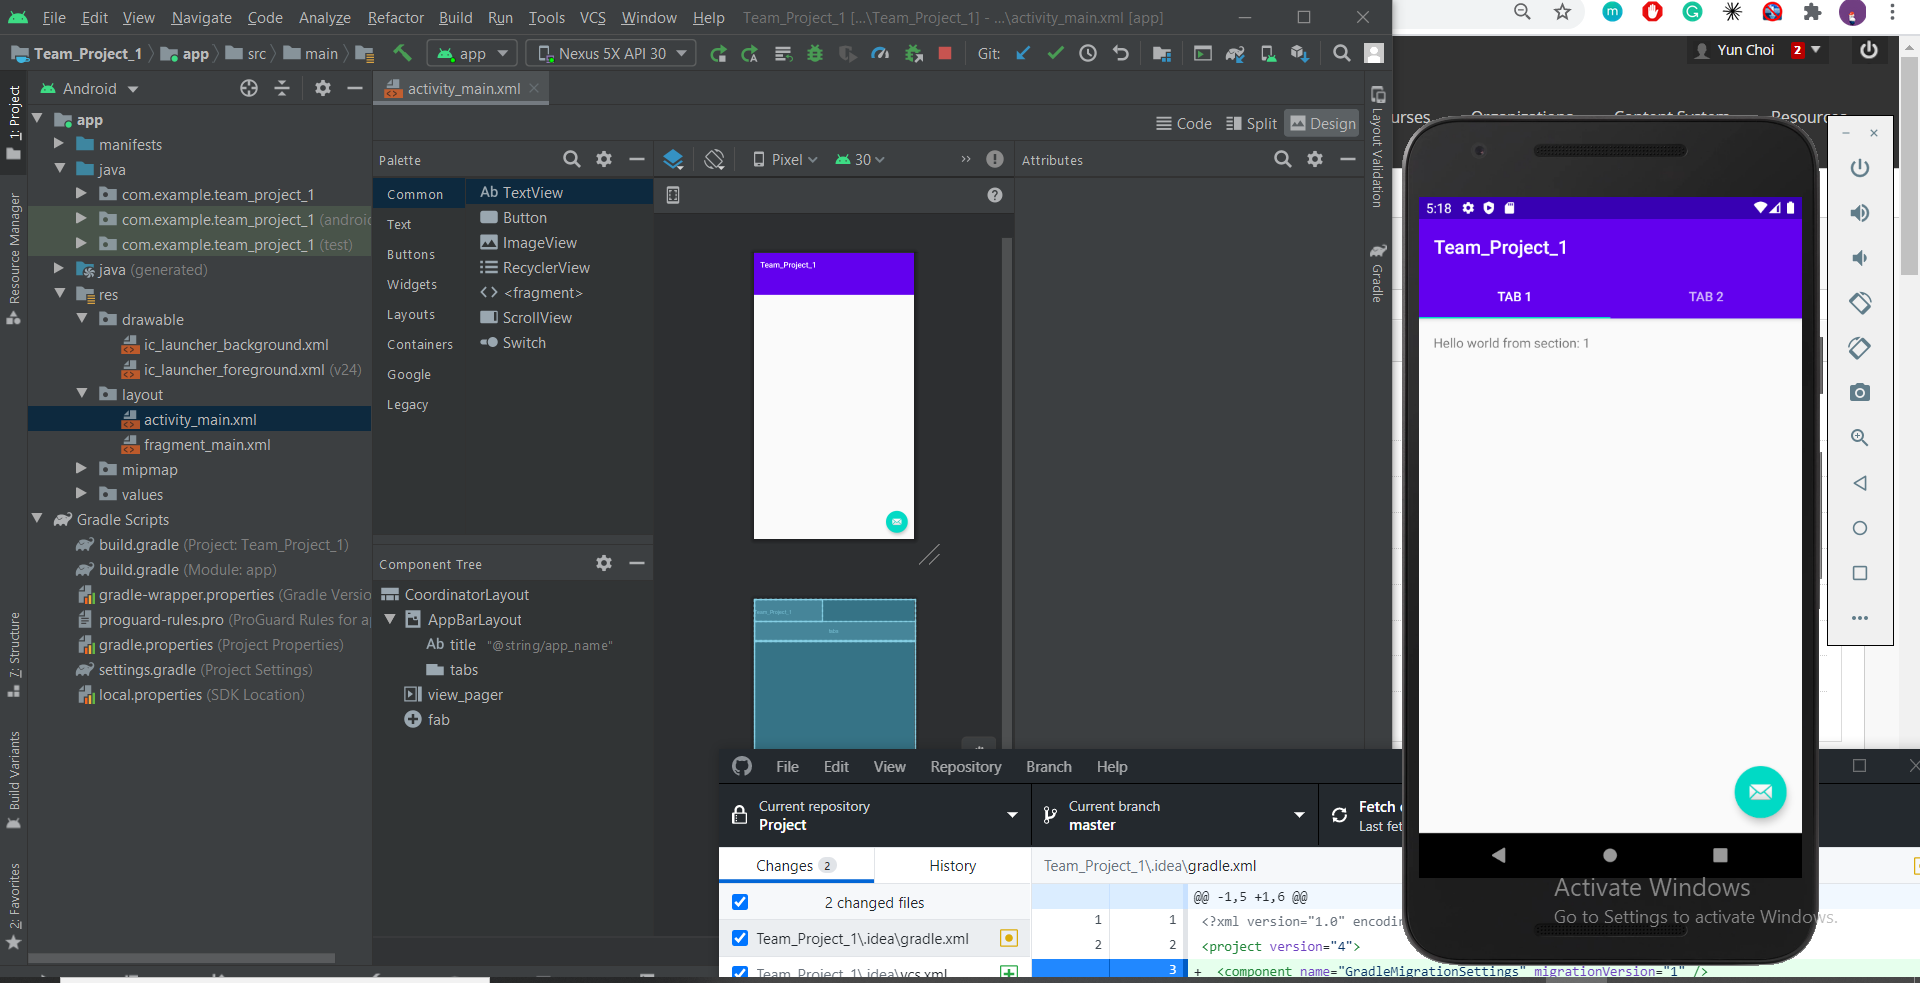 File Edit View Navigate Code Analyze Refactor Build Run Tools VCS Window Help Team_Project_1 [...\Team_Project_1] - ...\activity_main.xml [app]
Team_Project_1 app src main app Nexus 5X API 30 Git:
Yun Choi 2
Android
activity_main.xml
1: Project
Resource Manager
7: Structure
Build Variants
2: Favorites
app
manifests
java
com.example.team_project_1
com.example.team_project_1 (androi
com.example.team_project_1 (test)
java (generated)
res
drawable
ic_launcher_background.xml
ic_launcher_foreground.xml (v24)
layout
activity_main.xml
fragment_main.xml
mipmap
values
Gradle Scripts
build.gradle (Project: Team_Project_1)
build.gradle (Module: app)
gradle-wrapper.properties (Gradle Versio
proguard-rules.pro (ProGuard Rules for a
gradle.properties (Project Properties)
settings.gradle (Project Settings)
local.properties (SDK Location)
Code Split Design
Palette
Common
Text
Buttons
Widgets
Layouts
Containers
Google
Legacy
Ab TextView
Button
ImageView
RecyclerView
<fragment>
ScrollView
Switch
Pixel 30 »
Attributes
Layout Validation
Gradle
Team_Project_1
Team_Project_1
tabs
Component Tree
CoordinatorLayout
AppBarLayout
Ab title "@string/app_name"
tabs
view_pager
fab
urses Organizations Content System Resources
5:18
Team_Project_1
TAB 1 TAB 2
Hello world from section: 1
File Edit View Repository Branch Help
Current repository
Project
Current branch
master
Fetch
Last fet
Changes 2 History
2 changed files
Team_Project_1\.idea\gradle.xml
Team_Project_1\.idea\vcs.xml
Team_Project_1\.idea\gradle.xml
@@ -1,5 +1,6 @@
1 1 <?xml version="1.0" encodi
2 2 <project version="4">
3 + <component name="GradleMigrationSettings" migrationVersion="1" />
Activate Windows
Go to Settings to activate Windows.